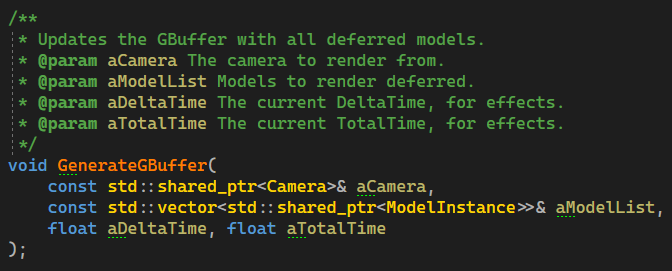 /**
 * Updates the GBuffer with all deferred models.
 * @param aCamera The camera to render from.
 * @param aModelList Models to render deferred.
 * @param aDeltaTime The current DeltaTime, for effects.
 * @param aTotalTime The current TotalTime, for effects.
 */
void GenerateGBuffer(
    const std::shared_ptr<Camera>& aCamera,
    const std::vector<std::shared_ptr<ModelInstance>>& aModelList,
    float aDeltaTime, float aTotalTime
);